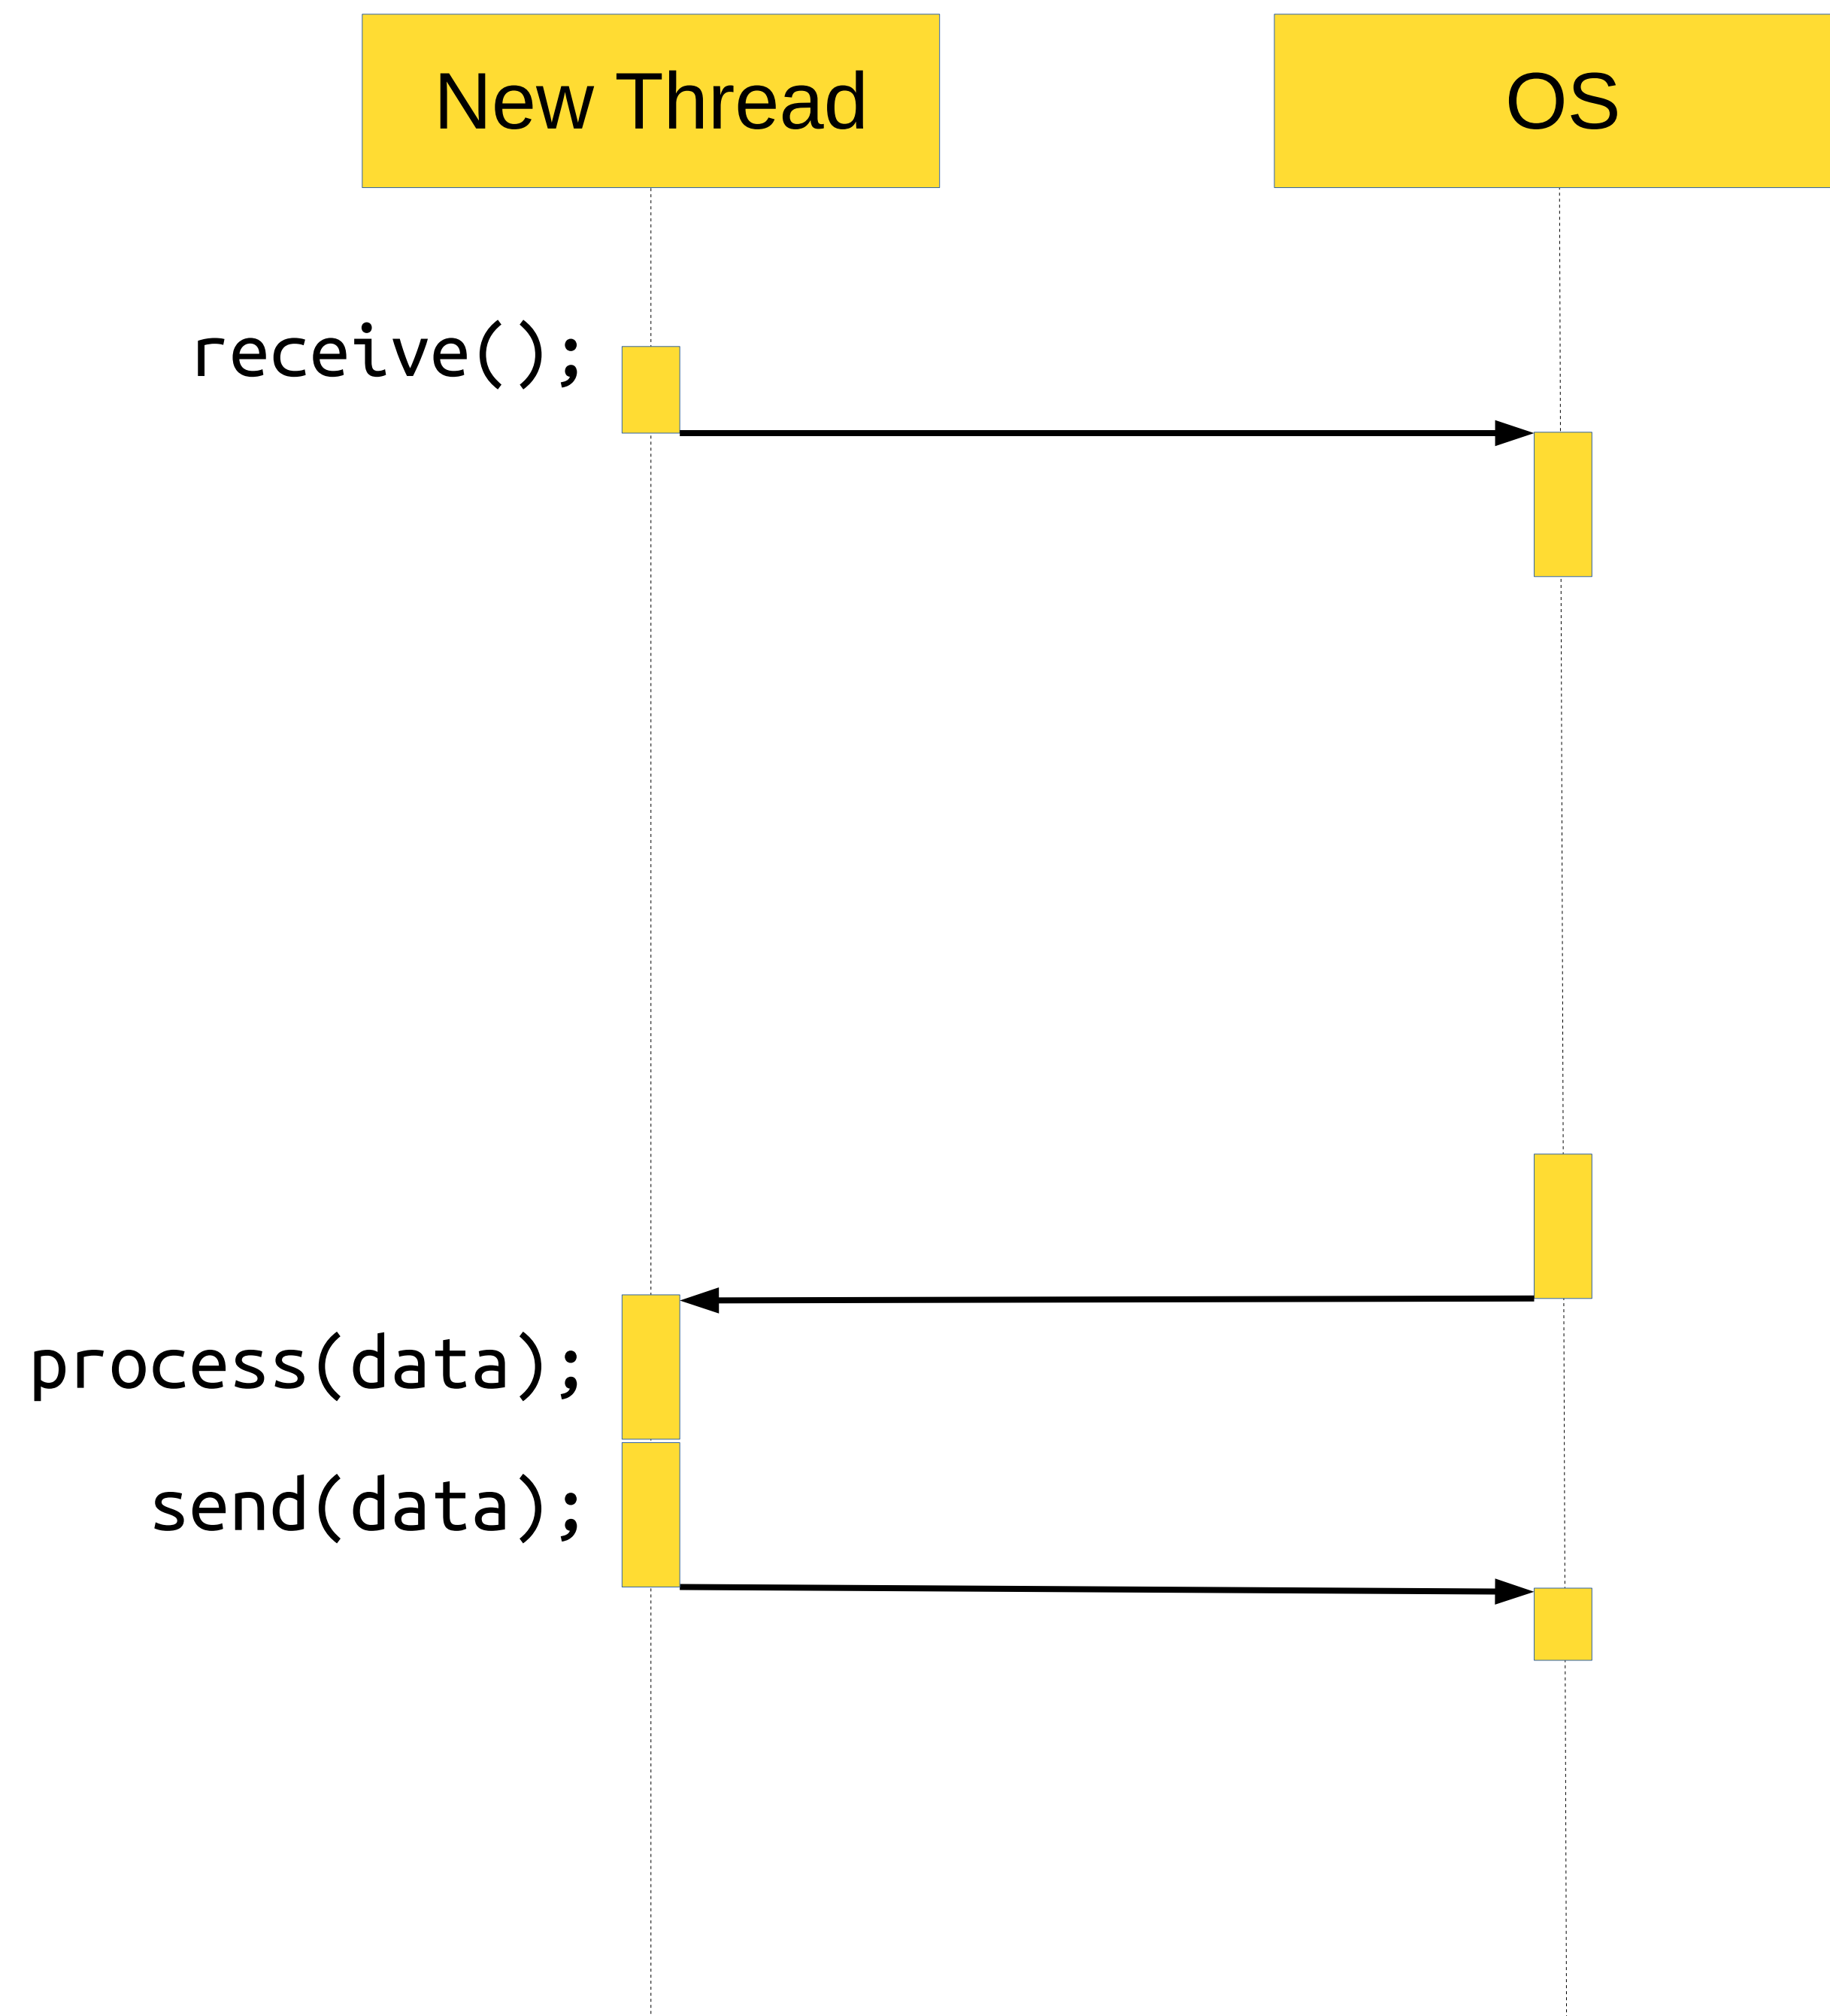 New Thread
OS
receive();
process(data);
send(data);